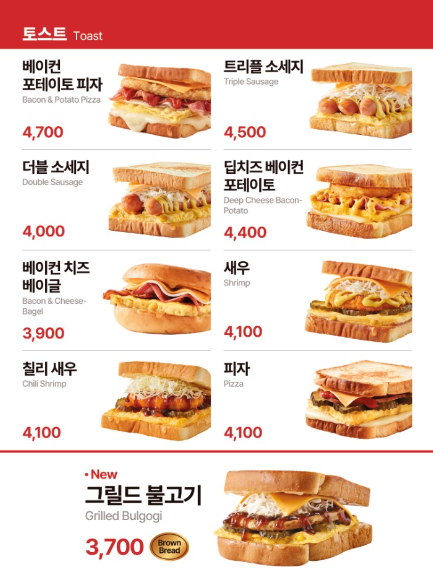 토스트 Toast
베이컨
포테이토 피자
Bacon & Potato Pizza
4,700
트리플 소세지
Triple Sausage
4,500
더블 소세지
Double Sausage
4,000
딥치즈 베이컨
포테이토
Deep Cheese Bacon-
Potato
4,400
베이컨 치즈
베이글
Bacon & Cheese-
Bagel
3,900
새우
Shrimp
4,100
칠리 새우
Chili Shrimp
4,100
피자
Pizza
4,100
• New
그릴드 불고기
Grilled Bulgogi
3,700
Brown
Bread